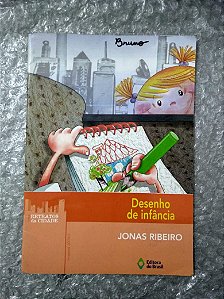 Bruno
Desenho
de infância
RETRATOS
DA CIDADE
JONAS RIBEIRO
Editora
do Brasil